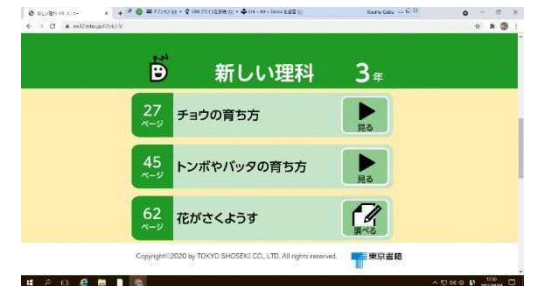 新しい理科 3年
27
ページ
チョウの育ち方
見る
45
ページ
トンボやバッタの育ち方
見る
62
ページ
花がさくようす
調べる
Copyright©2020 by TOKYO SHOSEKI CO., LTD. All rights reserved.
東京書籍